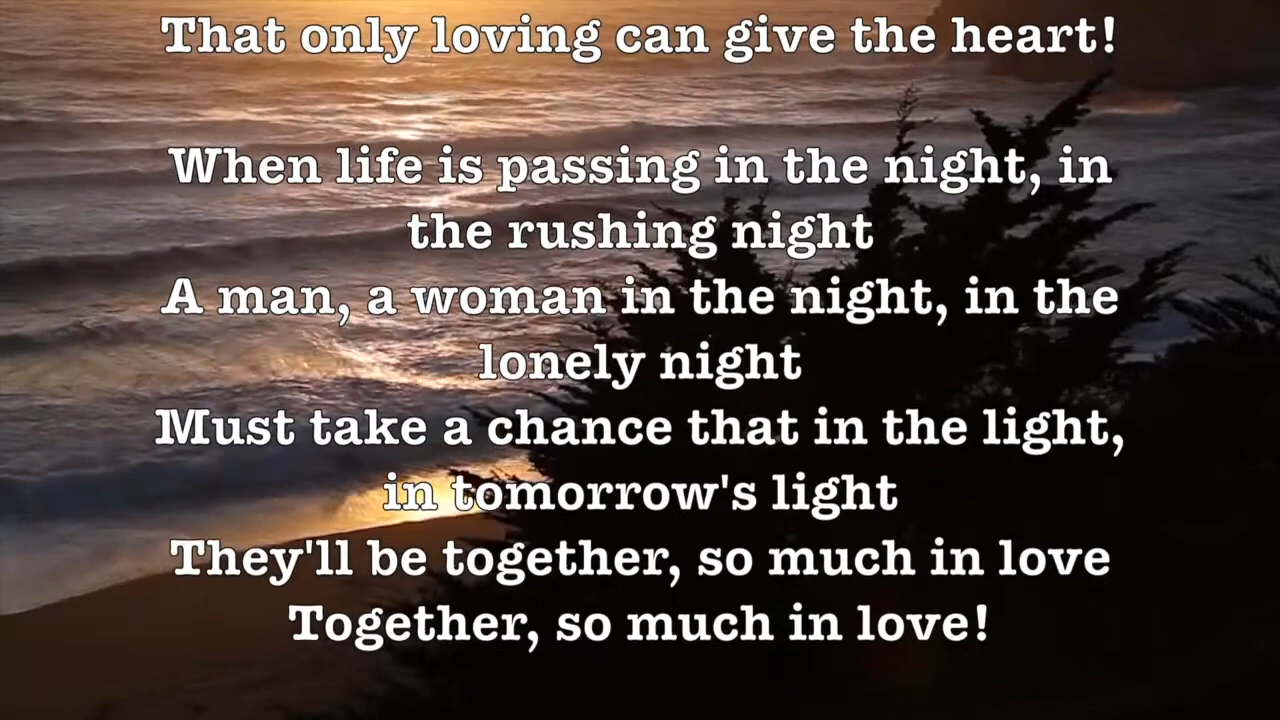 That only loving can give the heart!
When life is passing in the night, in
the rushing night
A man, a woman in the night, in the
lonely night
Must take a chance that in the light,
in tomorrow's light
They'll be together, so much in love
Together, so much in love!